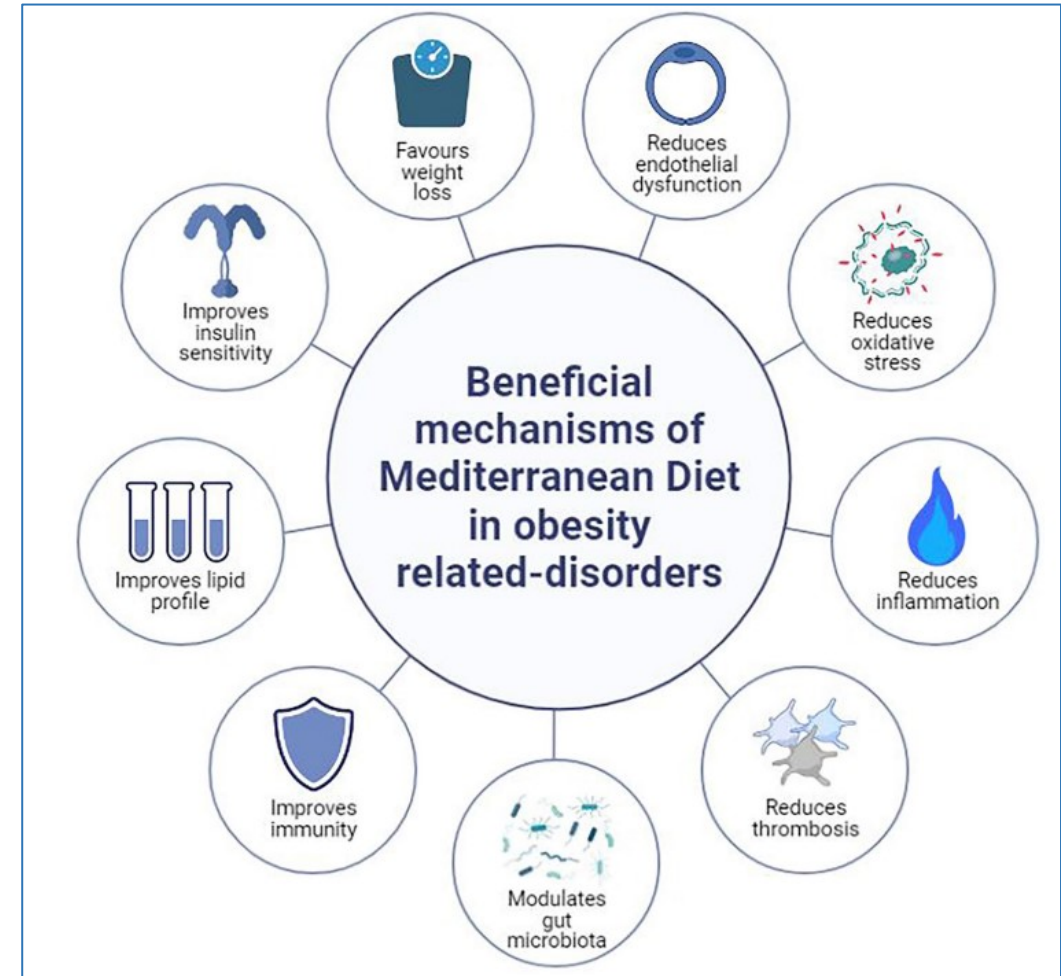 Favours
weight
loss
Reduces
endothelial
dysfunction
Improves
insulin
sensitivity
Reduces
oxidative
stress
Beneficial
mechanisms of
Mediterranean Diet
in obesity
related-disorders
Improves lipid
profile
Reduces
inflammation
Improves
immunity
Reduces
thrombosis
Modulates
gut
microbiota